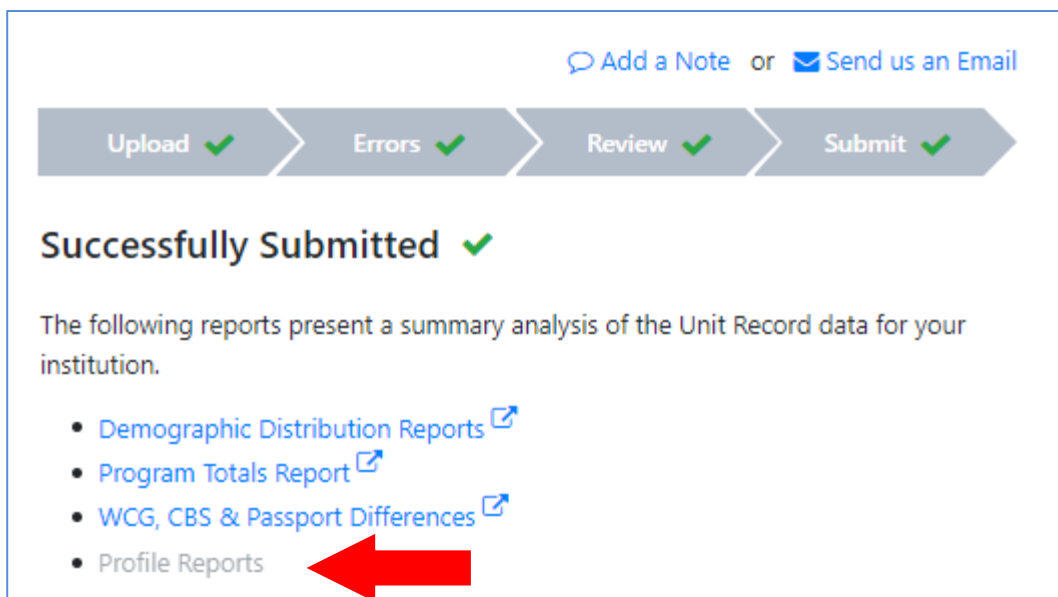 Add a Note or Send us an Email
Upload Errors Review Submit
Successfully Submitted
The following reports present a summary analysis of the Unit Record data for your
institution.
Demographic Distribution Reports
Program Totals Report
WCG, CBS & Passport Differences
Profile Reports